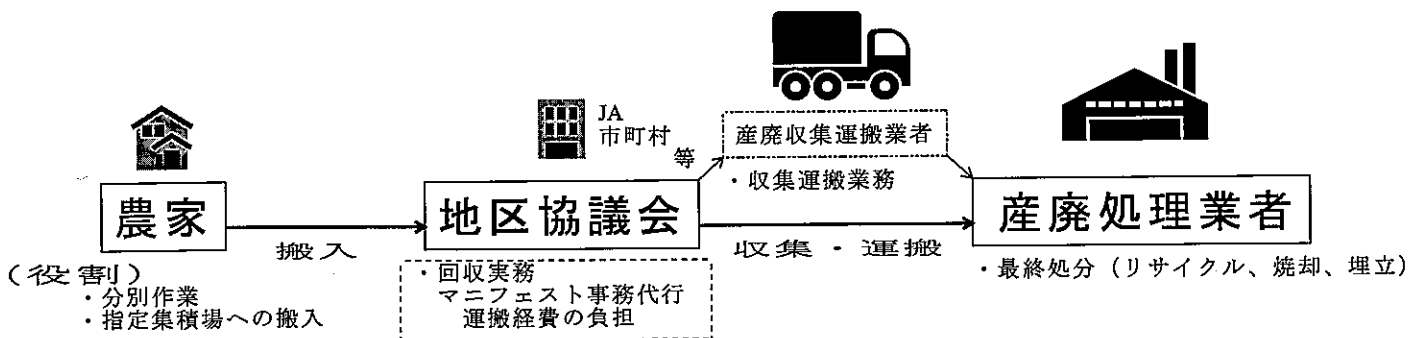 JA
市町村
等
産廃収集運搬業者
・収集運搬業務
農家
地区協議会
産廃処理業者
搬入
収集・運搬
(役割)
・分別作業
・指定集積場への搬入
・回収実務
マニフェスト事務代行
運搬経費の負担
・最終処分（リサイクル、焼却、埋立）